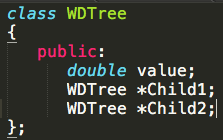 class WDTree
{
public:
double value;
WDTree *Child1;
WDTree *Child2;
};